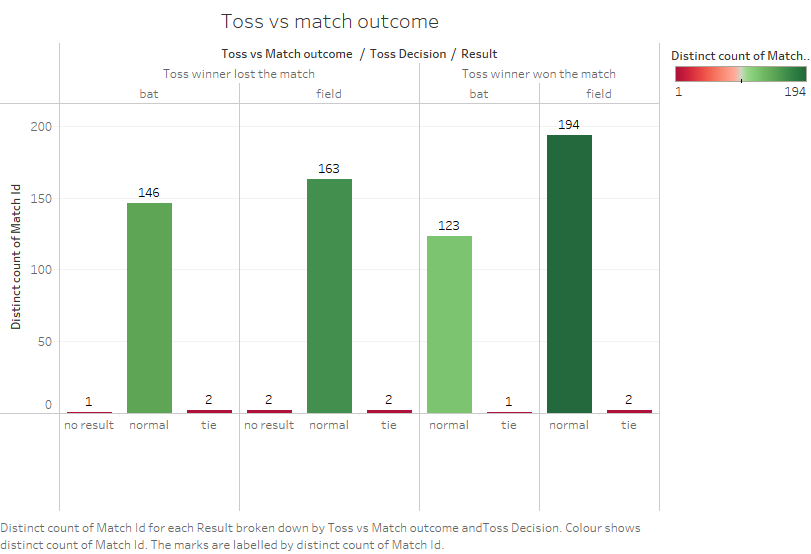 Toss vs match outcome
Toss vs Match outcome / Toss Decision / Result
Toss winner lost the match Toss winner won the match
bat field bat field
Distinct count of Match..
1 194
Distinct count of Match Id
200
150
100
50
0
1 146 2 2 163 2 123 1 194 2
no result normal tie no result normal tie normal tie normal tie
Distinct count of Match Id for each Result broken down by Toss vs Match outcome andToss Decision. Colour shows
distinct count of Match Id. The marks are labelled by distinct count of Match Id.